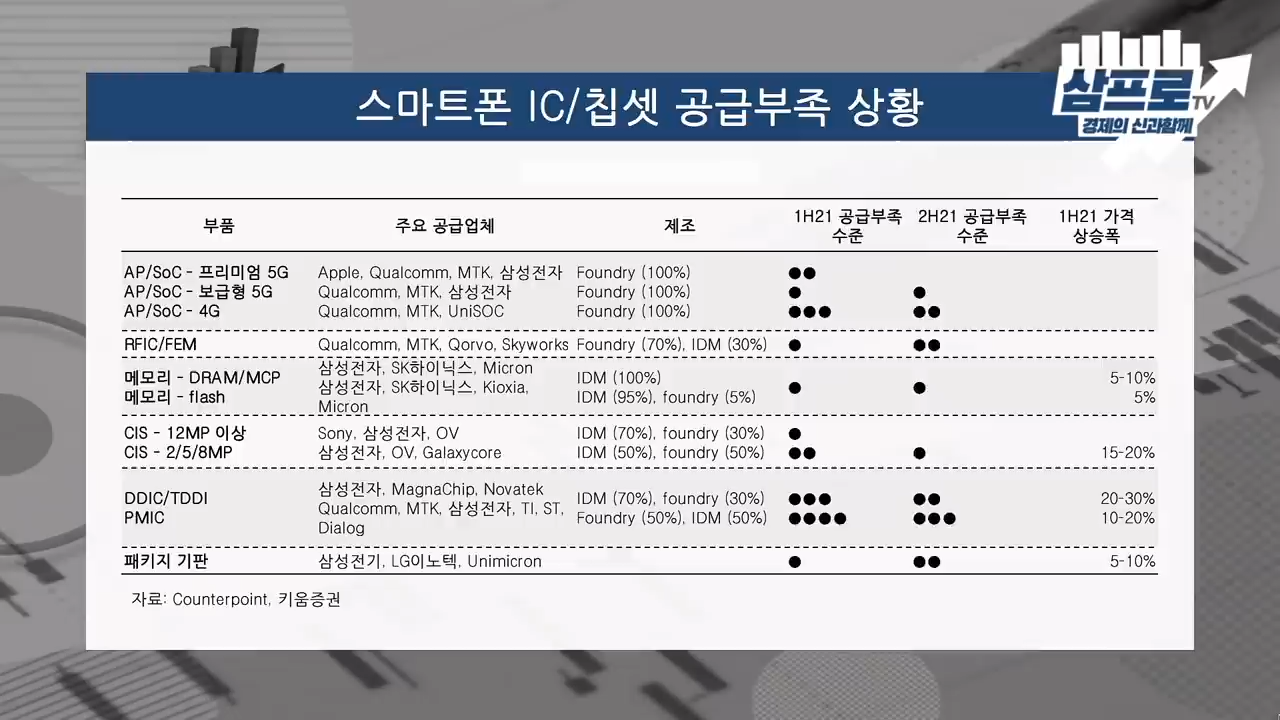 스마트폰 IC/칩셋 공급부족 상황
삼프로TV
경제의 신과함께
부품 주요 공급업체 제조 1H21 공급부족 수준 2H21 공급부족 수준 1H21 가격 상승폭
AP/SoC - 프리미엄 5G Apple, Qualcomm, MTK, 삼성전자 Foundry (100%) ●●
AP/SoC - 보급형 5G Qualcomm, MTK, 삼성전자 Foundry (100%) ● ●
AP/SoC - 4G Qualcomm, MTK, UniSOC Foundry (100%) ●●● ●●
RFIC/FEM Qualcomm, MTK, Qorvo, Skyworks Foundry (70%), IDM (30%) ● ●●
메모리 - DRAM/MCP 삼성전자, SK하이닉스, Micron IDM (100%) 5-10%
메모리 - flash 삼성전자, SK하이닉스, Kioxia, Micron IDM (95%), foundry (5%) ● ● 5%
CIS - 12MP 이상 Sony, 삼성전자, OV IDM (70%), foundry (30%) ●
CIS - 2/5/8MP 삼성전자, OV, Galaxycore IDM (50%), foundry (50%) ●● ● 15-20%
DDIC/TDDI 삼성전자, MagnaChip, Novatek IDM (70%), foundry (30%) ●●● ●● 20-30%
PMIC Qualcomm, MTK, 삼성전자, TI, ST, Dialog Foundry (50%), IDM (50%) ●●●● ●●● 10-20%
패키지 기판 삼성전기, LG이노텍, Unimicron ● ●● 5-10%
자료: Counterpoint, 키움증권